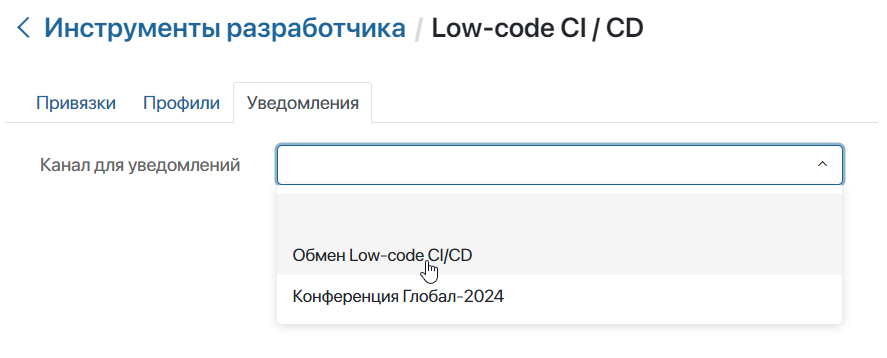 Инструменты разработчика / Low-code CI / CD
Привязки Профили Уведомления
Канал для уведомлений
Обмен Low-code CI/CD
Конференция Глобал-2024